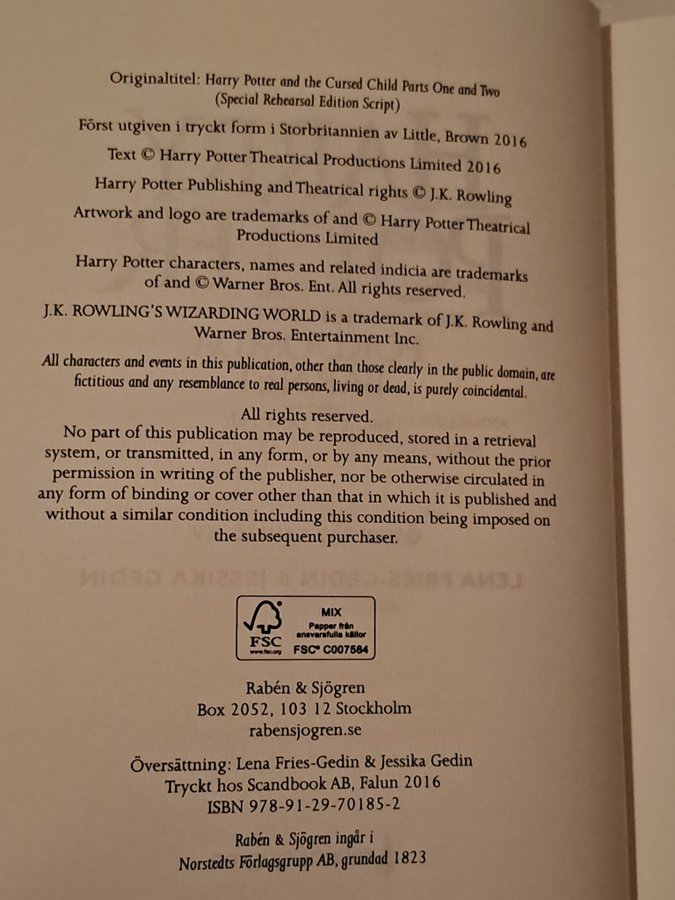 Originaltitel: Harry Potter and the Cursed Child Parts One and Two
(Special Rehearsal Edition Script)
Först utgiven i tryckt form i Storbritannien av Little, Brown 2016
Text © Harry Potter Theatrical Productions Limited 2016
Harry Potter Publishing and Theatrical rights © J.K. Rowling
Artwork and logo are trademarks of and © Harry Potter Theatrical
Productions Limited
Harry Potter characters, names and related indicia are trademarks
of and © Warner Bros. Ent. All rights reserved.
J.K. ROWLING'S WIZARDING WORLD is a trademark of J.K. Rowling and
Warner Bros. Entertainment Inc.
All characters and events in this publication, other than those clearly in the public domain, are
fictitious and any resemblance to real persons, living or dead, is purely coincidental.
All rights reserved.
No part of this publication may be reproduced, stored in a retrieval
system, or transmitted, in any form, or by any means, without the prior
permission in writing of the publisher, nor be otherwise circulated in
any form of binding or cover other than that in which it is published and
without a similar condition including this condition being imposed on
the subsequent purchaser.
LENA FRIES-GEDIN & JESSIKA GEDIN
FSC
www.fsc.org
MIX
Papper från
ansvarsfulla källor
FSC® C007584
Rabén & Sjögren
Box 2052, 103 12 Stockholm
rabensjogren.se
Översättning: Lena Fries-Gedin & Jessika Gedin
Tryckt hos Scandbook AB, Falun 2016
ISBN 978-91-29-70185-2
Rabén & Sjögren ingår i
Norstedts Förlagsgrupp AB, grundad 1823